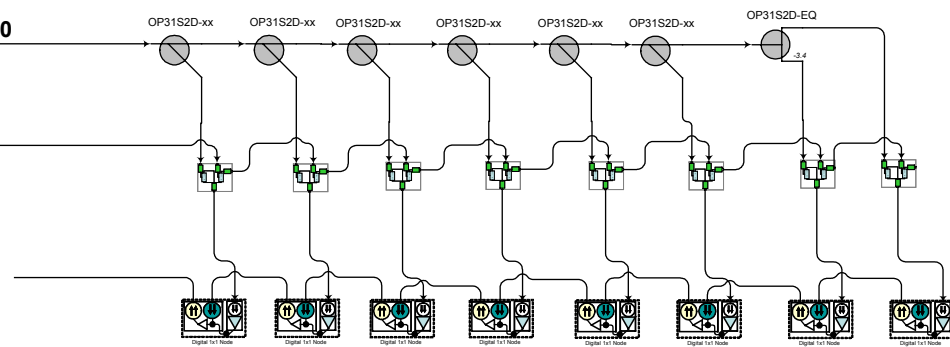 0
OP31S2D-xx
OP31S2D-xx
OP31S2D-xx
OP31S2D-xx
OP31S2D-xx
OP31S2D-xx
OP31S2D-EQ
-3.4
Digital 1x1 Node
Digital 1x1 Node
Digital 1x1 Node
Digital 1x1 Node
Digital 1x1 Node
Digital 1x1 Node
Digital 1x1 Node
Digital 1x1 Node